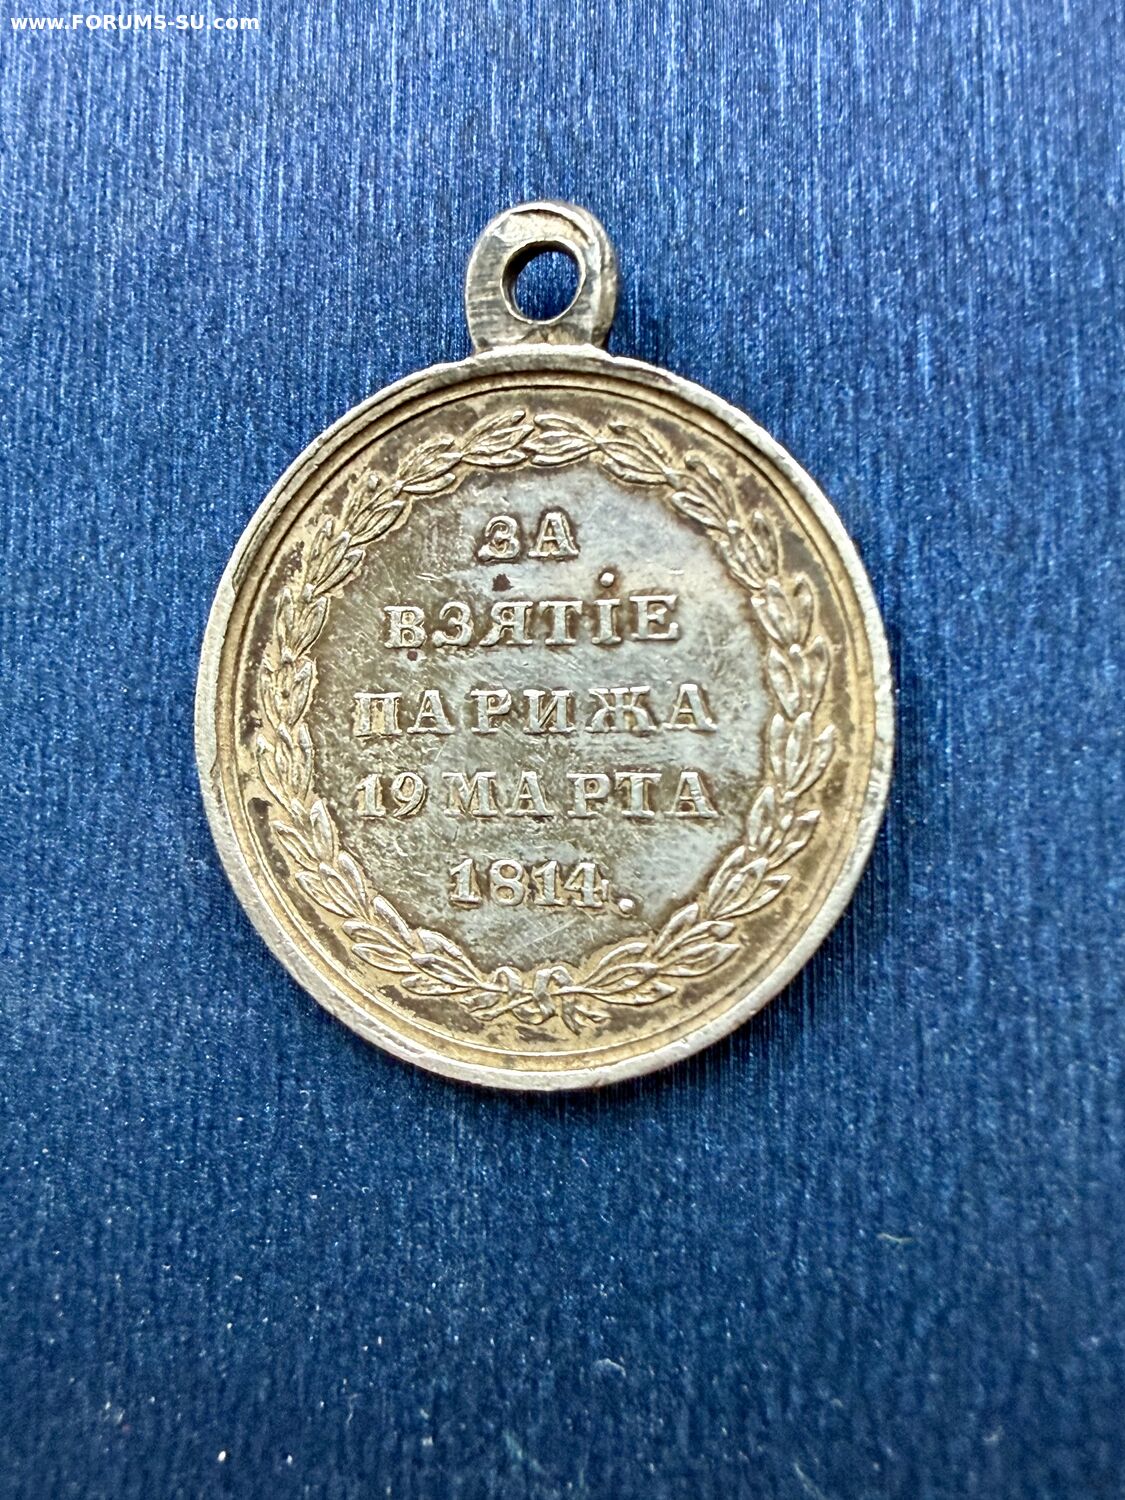 www.FORUMS-SU.com
ЗА
ВЗЯТІЕ
ПАРИЖА
19 МАРТА
1814.